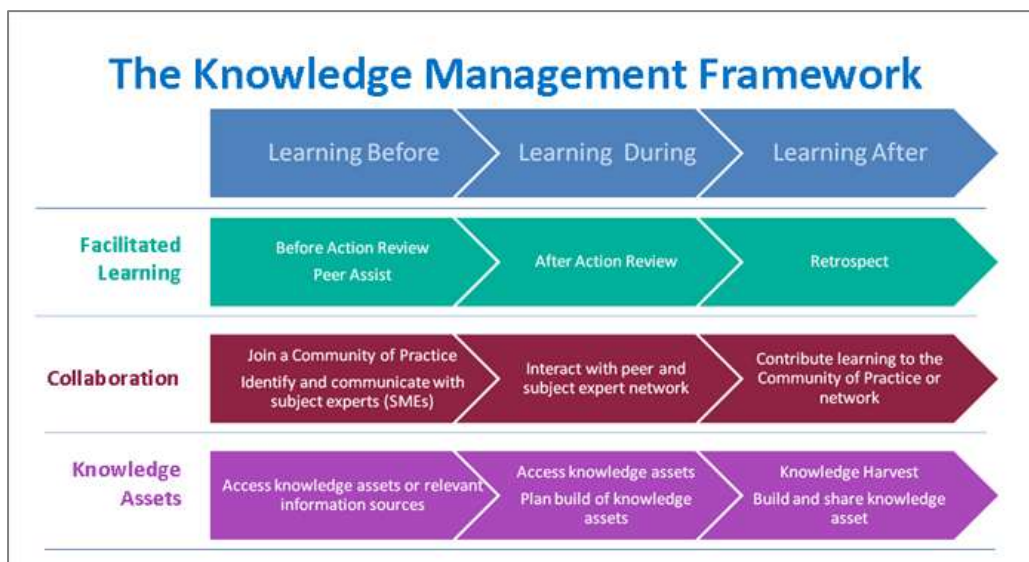 The Knowledge Management Framework
Learning Before
Learning During
Learning After
Facilitated
Learning
Before Action Review
Peer Assist
After Action Review
Retrospect
Collaboration
Join a Community of Practice
Identify and communicate with
subject experts (SMEs)
Interact with peer and
subject expert network
Contribute learning to the
Community of Practice or
network
Knowledge
Assets
Access knowledge assets or relevant
information sources
Access knowledge assets
Plan build of knowledge
assets
Knowledge Harvest
Build and share knowledge
asset